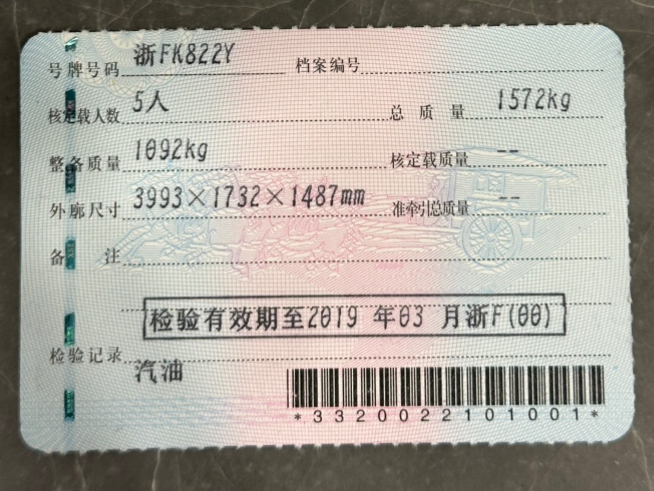 号牌号码 浙FK822Y 档案编号
核定载人数 5人 总质量 1572kg
整备质量 1092kg 核定载质量 --
外廓尺寸 3993×1732×1487mm 准牵引总质量 --
备注
检验有效期至2019年03月浙F(00)
检验记录
汽油
*3320022101001*